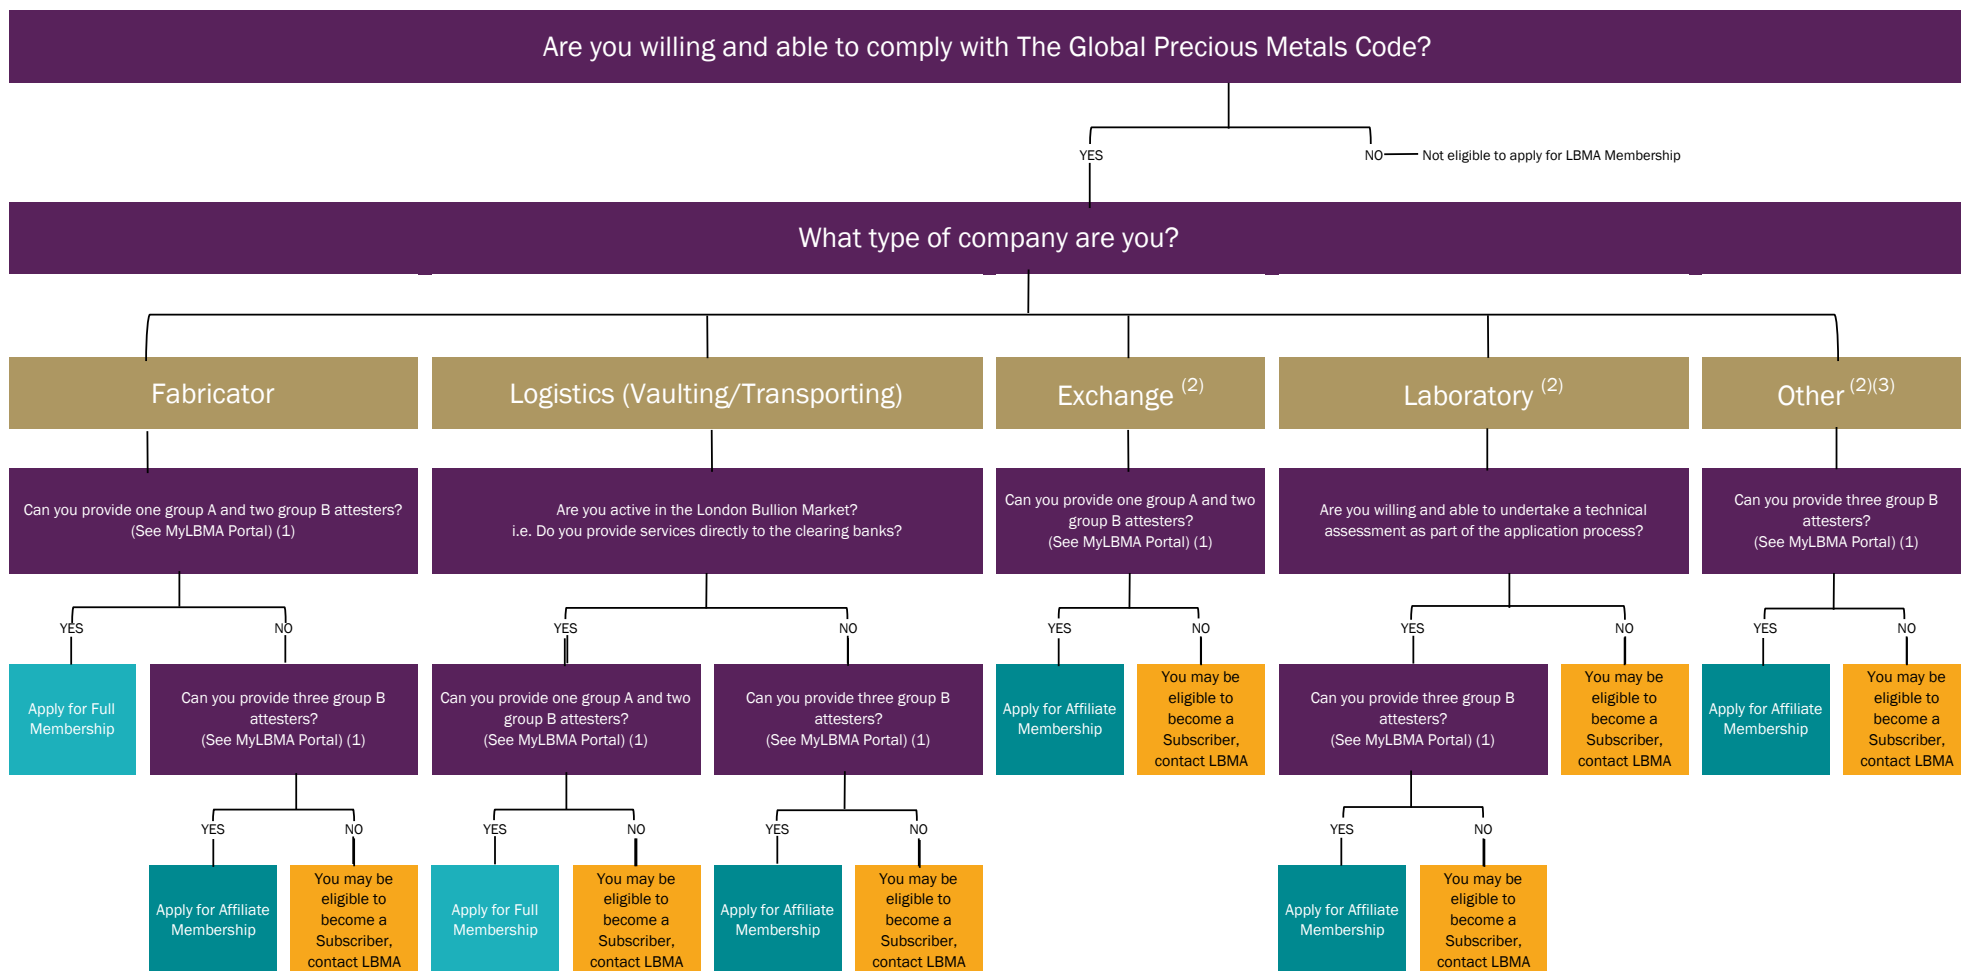 Are you willing and able to comply with The Global Precious Metals Code?
YES
NO
Not eligible to apply for LBMA Membership
What type of company are you?
Fabricator
Logistics (Vaulting/Transporting)
Exchange (2)
Laboratory (2)
Other (2)(3)
Can you provide one group A and two group B attesters?
(See MyLBMA Portal) (1)
Are you active in the London Bullion Market?
i.e. Do you provide services directly to the clearing banks?
Can you provide one group A and two
group B attesters?
(See MyLBMA Portal) (1)
Are you willing and able to undertake a technical
assessment as part of the application process?
Can you provide three group B
attesters?
(See MyLBMA Portal) (1)
YES
NO
YES
NO
YES
NO
YES
NO
YES
NO
Apply for Full
Membership
Can you provide three group B
attesters?
(See MyLBMA Portal) (1)
Can you provide one group A and two
group B attesters?
(See MyLBMA Portal) (1)
Can you provide three group B
attesters?
(See MyLBMA Portal) (1)
Apply for Affiliate
Membership
You may be
eligible to
become a
Subscriber,
contact LBMA
Can you provide three group B
attesters?
(See MyLBMA Portal) (1)
You may be
eligible to
become a
Subscriber,
contact LBMA
Apply for Affiliate
Membership
You may be
eligible to
become a
Subscriber,
contact LBMA
YES
NO
YES
NO
YES
NO
YES
NO
Apply for Affiliate
Membership
You may be
eligible to
become a
Subscriber,
contact LBMA
Apply for Full
Membership
You may be
eligible to
become a
Subscriber,
contact LBMA
Apply for Affiliate
Membership
You may be
eligible to
become a
Subscriber,
contact LBMA
Apply for Affiliate
Membership
You may be
eligible to
become a
Subscriber,
contact LBMA